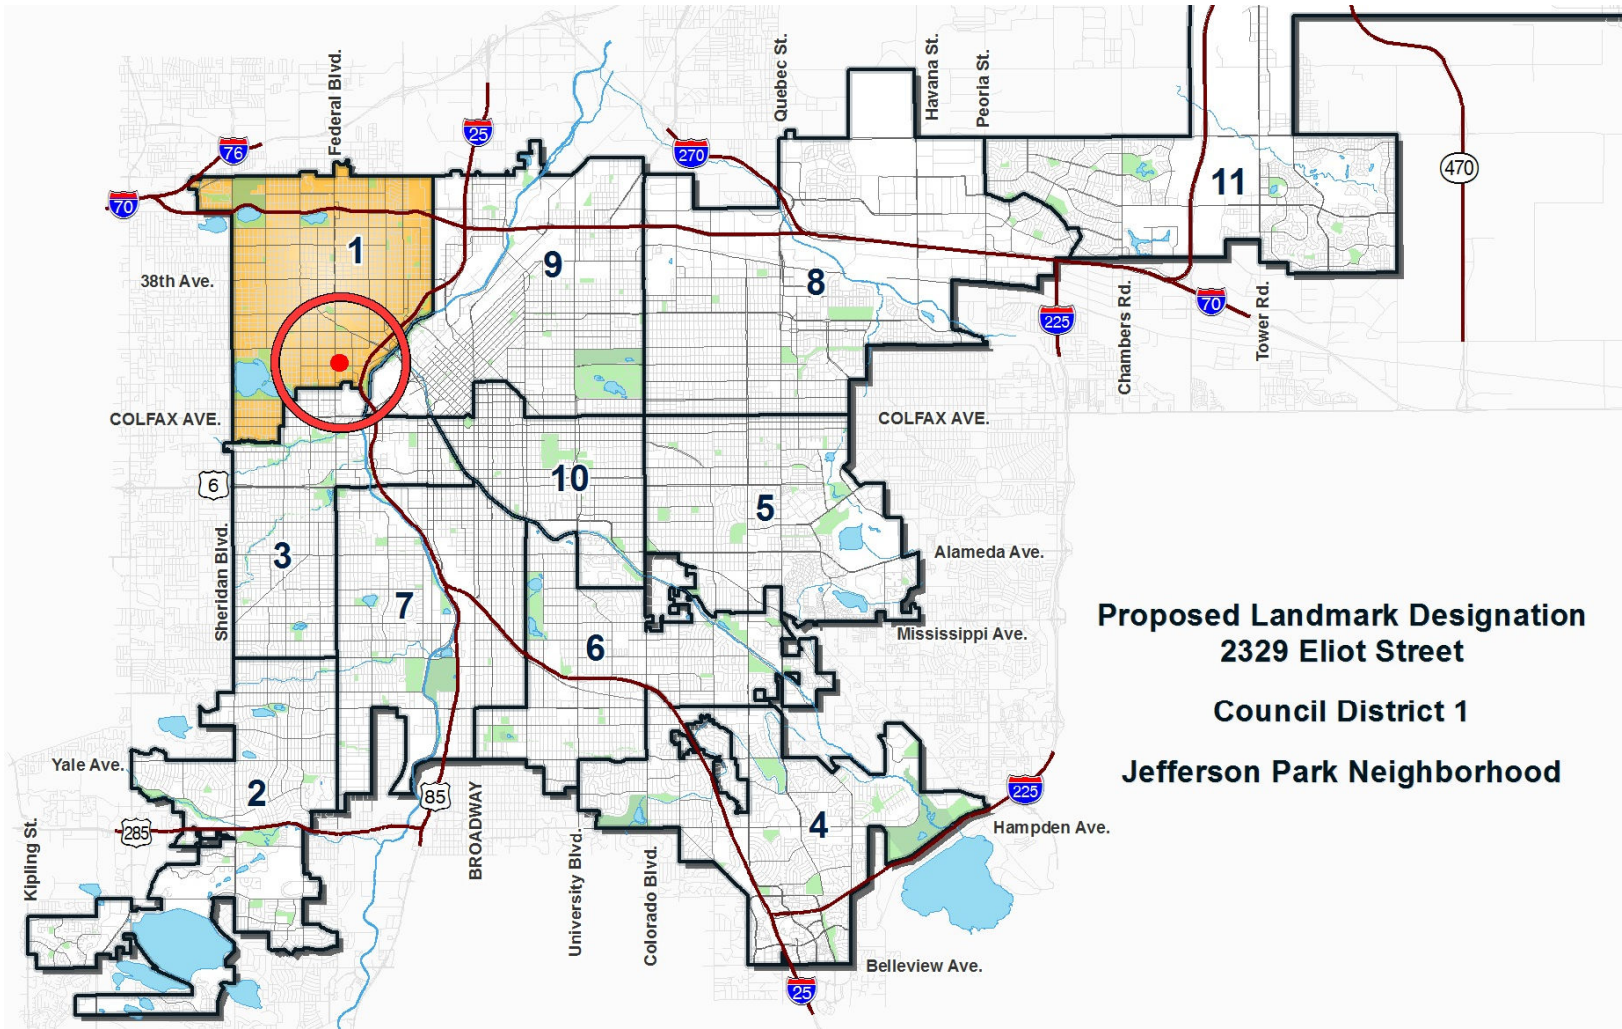 Federal Blvd.
Quebec St.
Havana St.
Peoria St.
25
76
270
470
70
11
1
9
8
38th Ave.
225
Chambers Rd.
70
Tower Rd.
COLFAX AVE.
COLFAX AVE.
6
10
5
Sheridan Blvd.
3
Alameda Ave.
7
Mississippi Ave.
6
Proposed Landmark Designation
2329 Eliot Street
Council District 1
Jefferson Park Neighborhood
Yale Ave.
2
85
225
285
BROADWAY
4
Hampden Ave.
Kipling St.
University Blvd.
Colorado Blvd.
Belleview Ave.
25